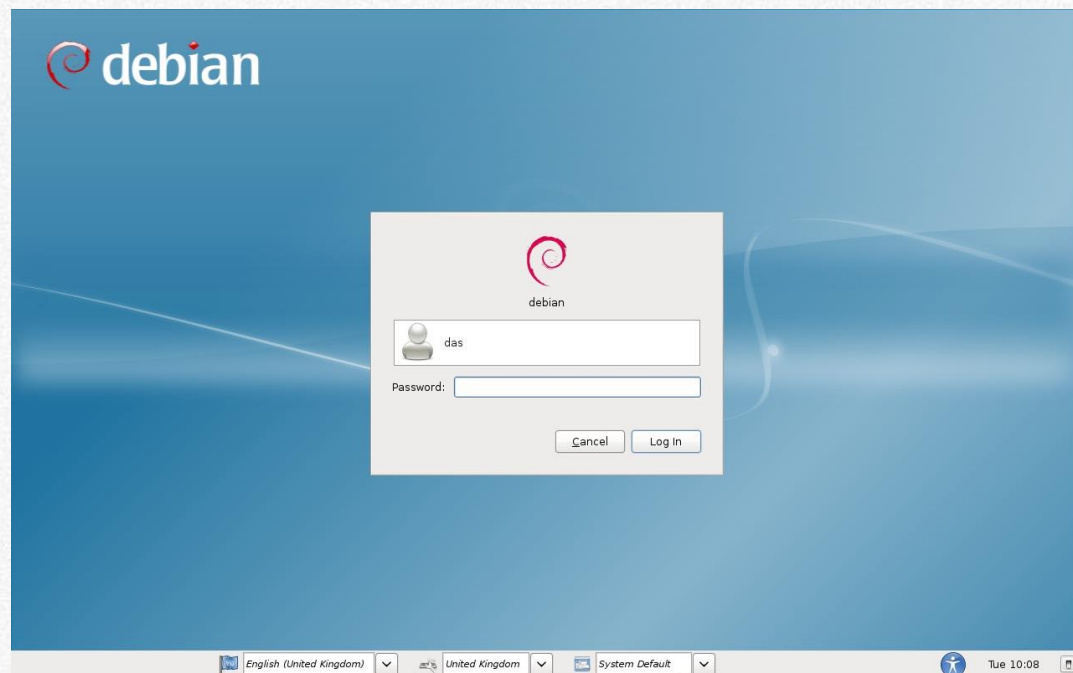 debian
debian
das
Password:
Cancel Log In
English (United Kingdom) United Kingdom System Default Tue 10:08